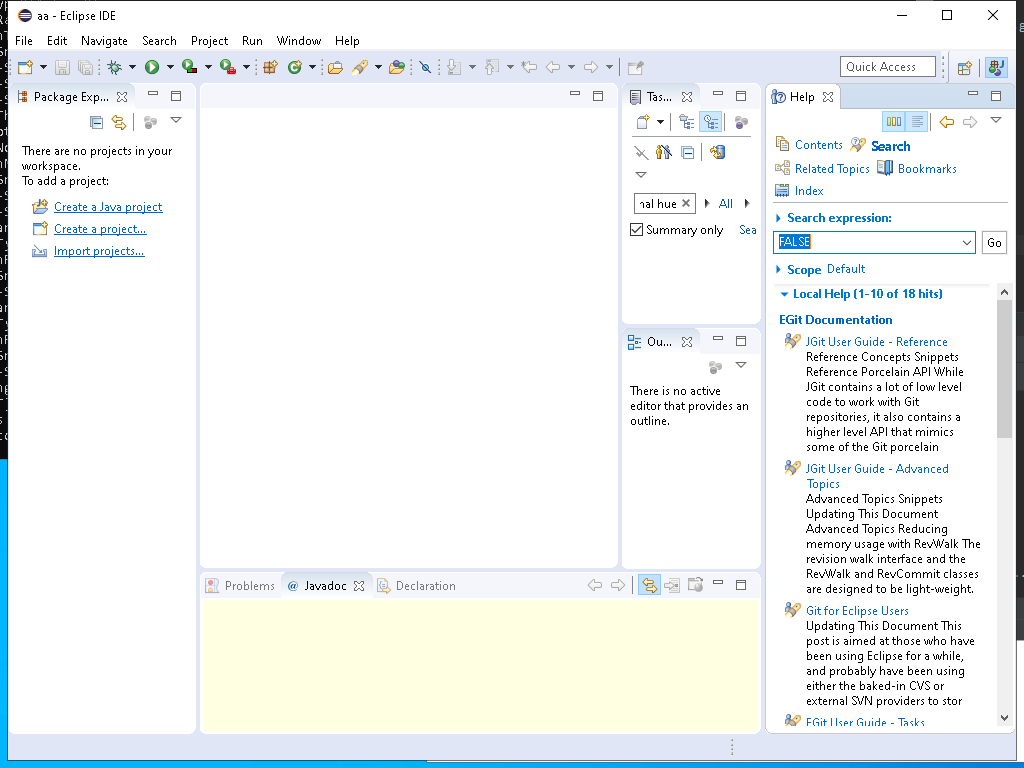 aa - Eclipse IDE
File Edit Navigate Search Project Run Window Help
Quick Access
Package Exp...
There are no projects in your
workspace.
To add a project:
Create a Java project
Create a project...
Import projects...
Tas...
nal hue
All
Summary only
Sea
Ou...
There is no active
editor that provides an
outline.
Problems
@ Javadoc
Declaration
Help
Contents
Search
Related Topics
Bookmarks
Index
Search expression:
FALSE
Go
Scope Default
Local Help (1-10 of 18 hits)
EGit Documentation
JGit User Guide - Reference
Reference Concepts Snippets
Reference Porcelain API While
JGit contains a lot of low level
code to work with Git
repositories, it also contains a
higher level API that mimics
some of the Git porcelain
JGit User Guide - Advanced
Topics
Advanced Topics Snippets
Updating This Document
Advanced Topics Reducing
memory usage with RevWalk The
revision walk interface and the
RevWalk and RevCommit classes
are designed to be light-weight.
Git for Eclipse Users
Updating This Document This
post is aimed at those who have
been using Eclipse for a while,
and probably have been using
either the baked-in CVS or
external SVN providers to stor
EGit User Guide - Tasks